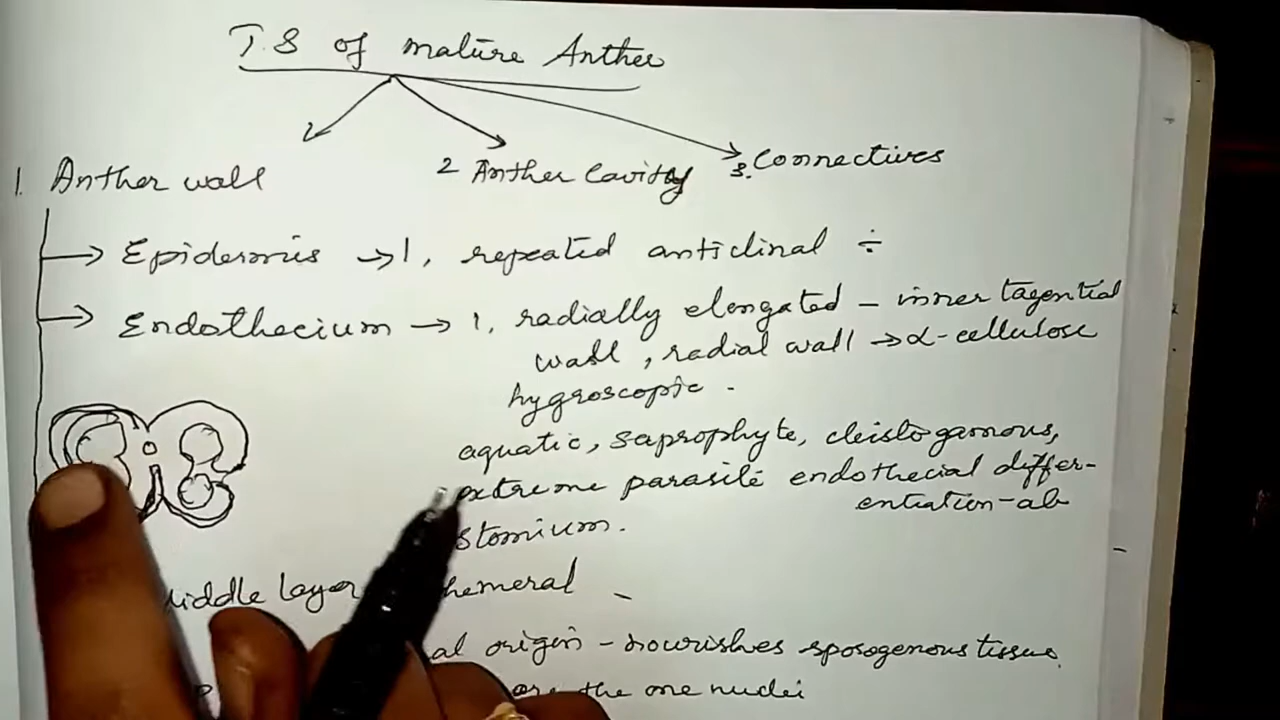 T.S of mature Anther
1. Anther wall
2 Anther Cavity
3. Connectives
Epidermis → 1, repeated anticlinal ÷
Endothecium → 1, radially elongated – inner tagential
wall, radial wall → α-cellulose
hygroscopic -
aquatic, saprophyte, cleistogamous,
extreme parasite endothecial differ-
entiation-ab
stomium.
middle layer hemeral -
al origin - nourishes sporogenous tissue
are the one nuclei